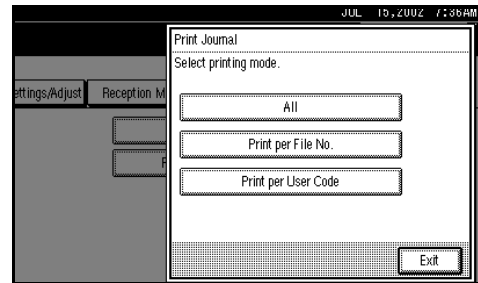 JUL 15,2002 7:36AM
Print Journal
Select printing mode.
ettings/Adjust
Reception M
All
Print per File No.
P
Print per User Code
Exit